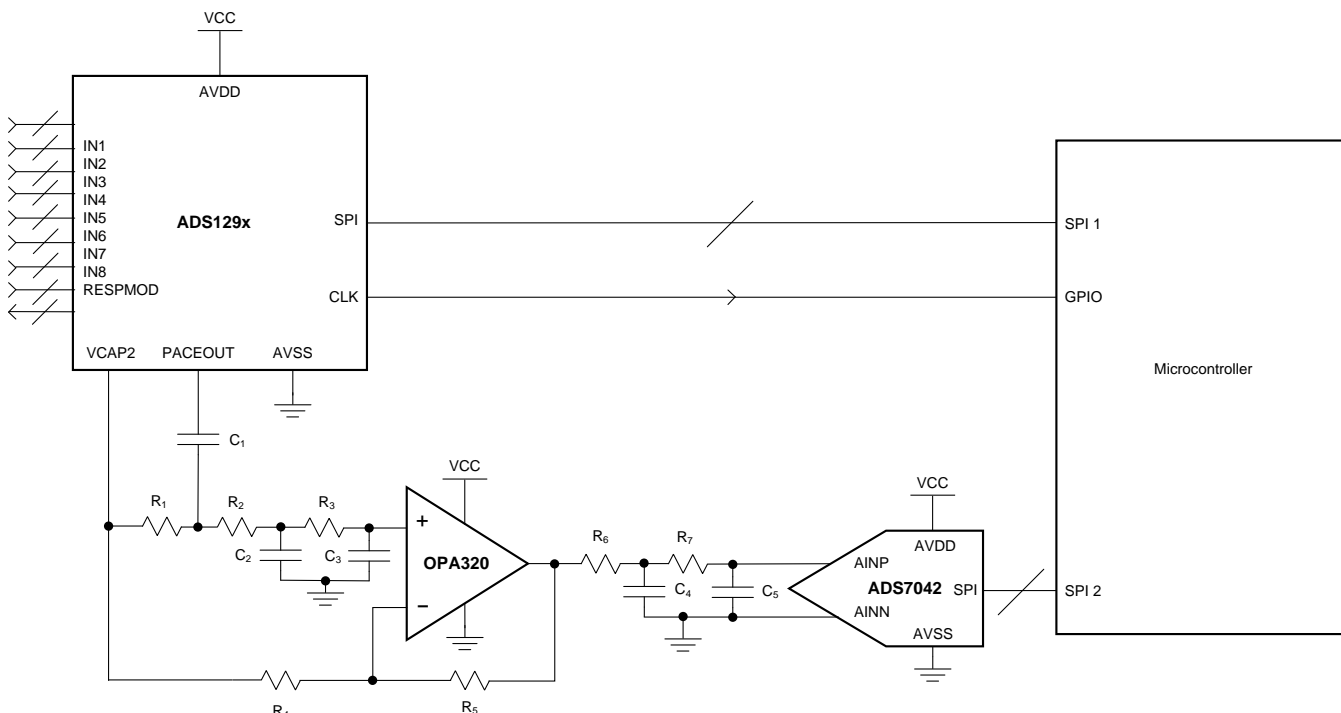 VCC
AVDD
IN1
IN2
IN3
IN4
IN5
IN6
IN7
IN8
RESPMOD
ADS129x
SPI
CLK
VCAP2
PACEOUT
AVSS
SPI 1
GPIO
Microcontroller
SPI 2
C1
R1
R2
R3
C2
C3
VCC
+
OPA320
−
R5
R6
R7
C4
C5
VCC
AVDD
AINP
ADS7042
SPI
AINN
AVSS